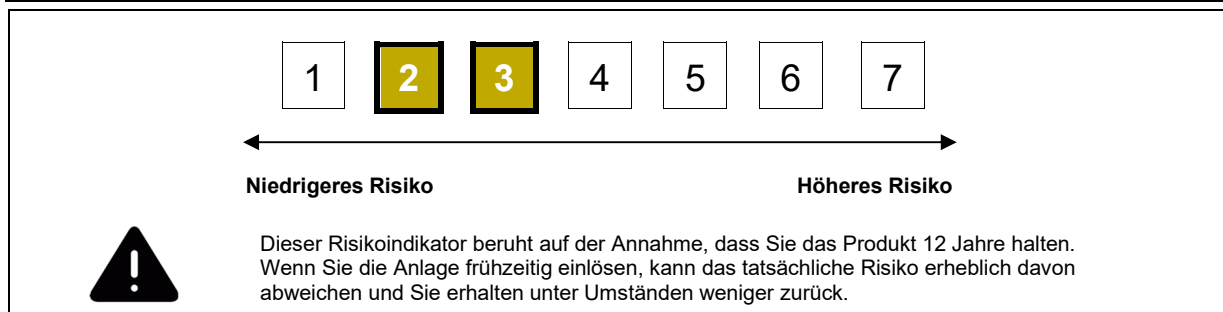 1 2 3 4 5 6 7
Niedrigeres Risiko Höheres Risiko
Dieser Risikoindikator beruht auf der Annahme, dass Sie das Produkt 12 Jahre halten.
Wenn Sie die Anlage frühzeitig einlösen, kann das tatsächliche Risiko erheblich davon
abweichen und Sie erhalten unter Umständen weniger zurück.